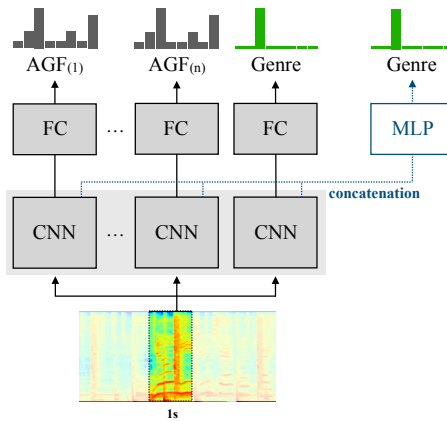 AGF(1) AGF(n) Genre Genre
FC ... FC FC MLP
concatenation
CNN ... CNN CNN
1s